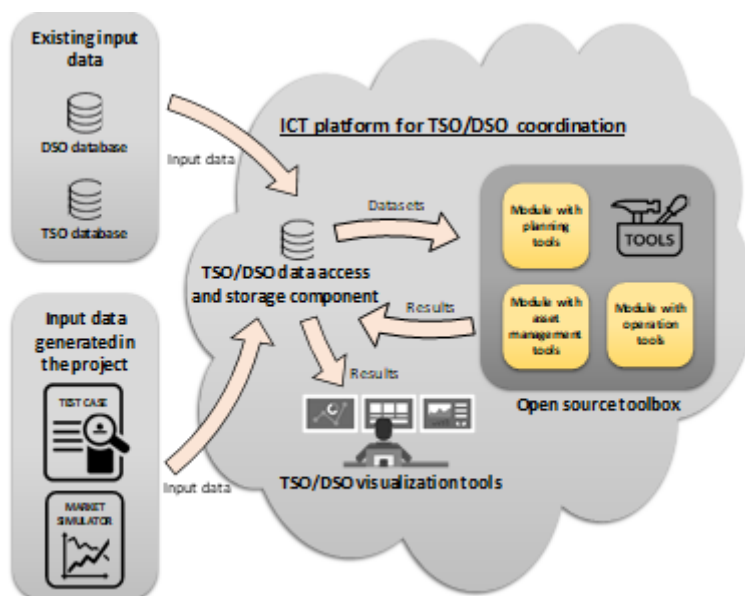 Existing input
data
DSO database
TSO database
Input data
ICT platform for TSO/DSO coordination
Datasets
Module with
planning
tools
TOOLS
TSO/DSO data access
and storage component
Results
Module with
asset
management
tools
Module with
operation
tools
Open source toolbox
Input data
generated in
the project
TEST CASE
MARKET
SIMULATOR
Input data
Results
TSO/DSO visualization tools